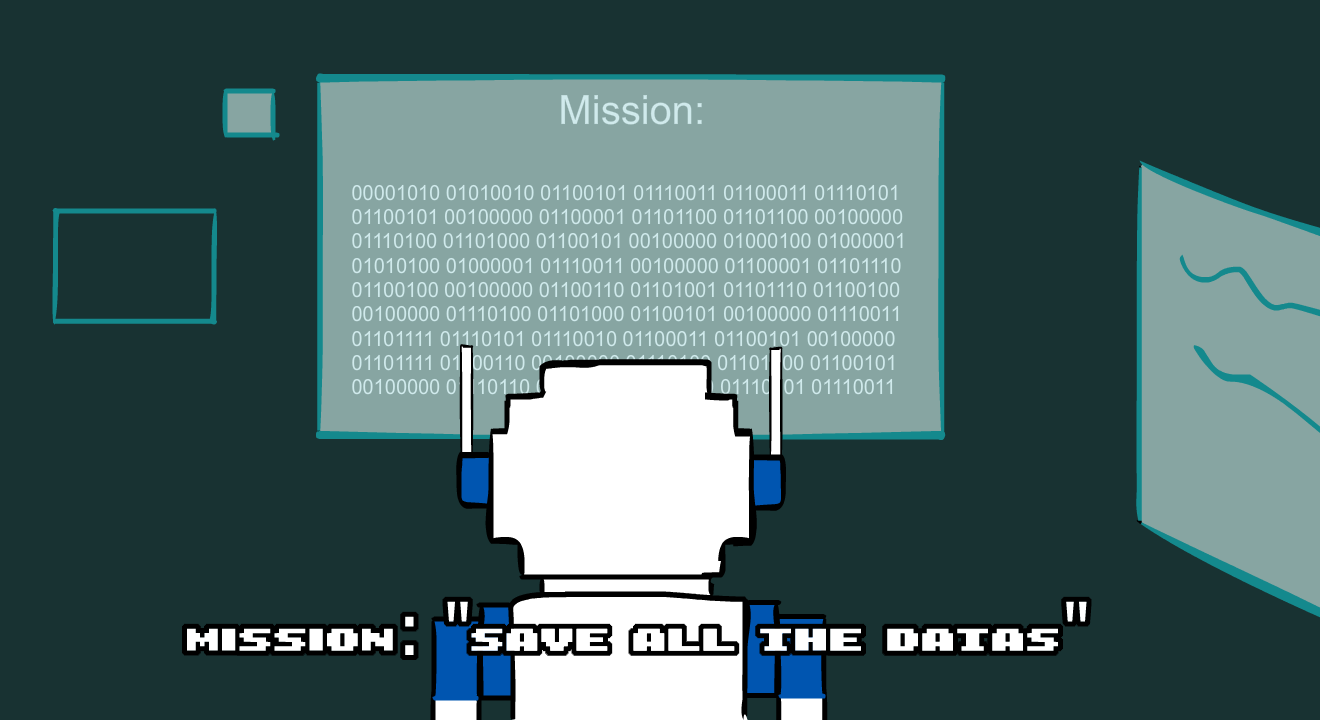 Mission:
00001010 01010010 01100101 01110011 01100011 01110101
01100101 00100000 01100001 01101100 01101100 00100000
01110100 01101000 01100101 00100000 01000100 01000001
01010100 01000001 01110011 00100000 01100001 01101110
01100100 00100000 01100110 01101001 01101110 01100100
00100000 01110100 01101000 01100101 00100000 01110011
01101111 01110101 01110010 01100011 01100101 00100000
01101111 01100101
00100000 01110011
MISSION: "SAVE ALL THE DATAS"